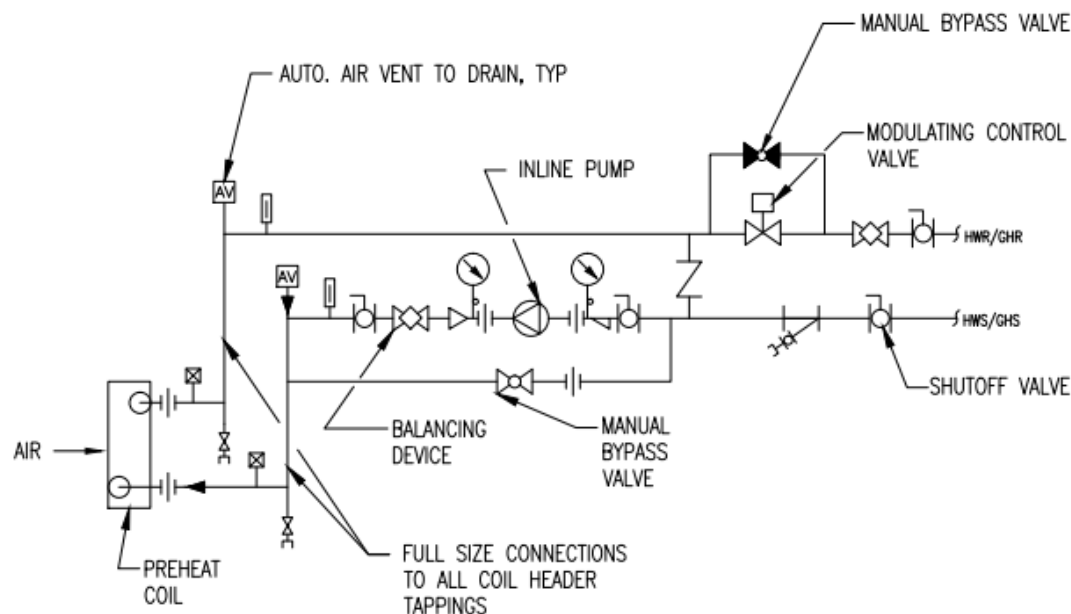 MANUAL BYPASS VALVE
AUTO. AIR VENT TO DRAIN, TYP
MODULATING CONTROL
VALVE
INLINE PUMP
AV
HWR/GHR
AV
HWS/GHS
SHUTOFF VALVE
AIR
BALANCING
DEVICE
MANUAL
BYPASS
VALVE
PREHEAT
COIL
FULL SIZE CONNECTIONS
TO ALL COIL HEADER
TAPPINGS